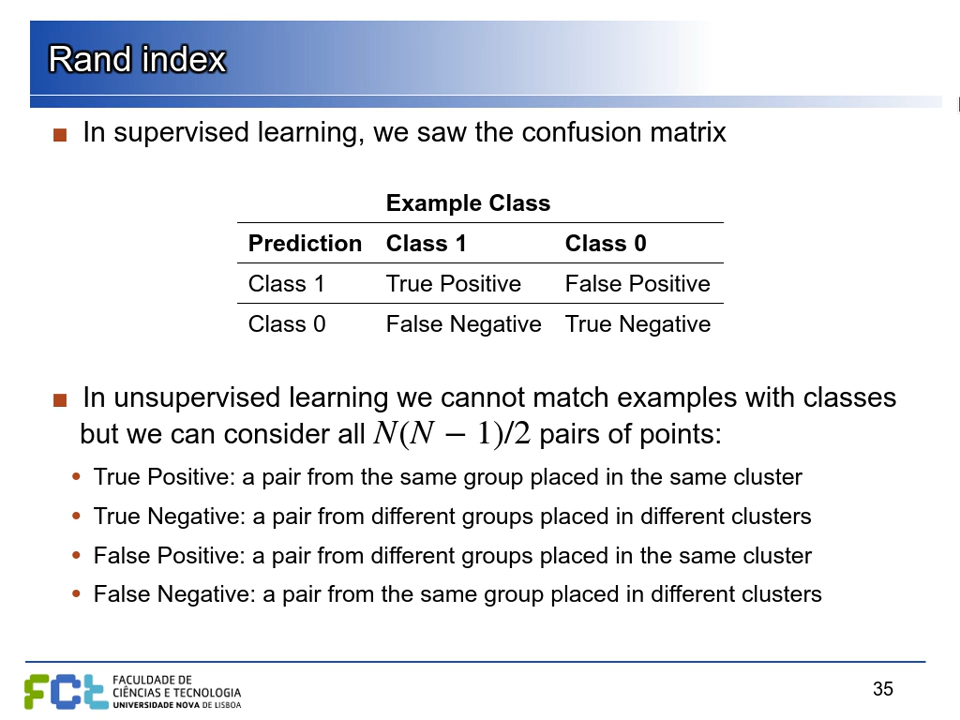 Rand index
In supervised learning, we saw the confusion matrix
Example Class
Prediction Class 1 Class 0
Class 1 True Positive False Positive
Class 0 False Negative True Negative
In unsupervised learning we cannot match examples with classes
but we can consider all N(N − 1)/2 pairs of points:
True Positive: a pair from the same group placed in the same cluster
True Negative: a pair from different groups placed in different clusters
False Positive: a pair from different groups placed in the same cluster
False Negative: a pair from the same group placed in different clusters
FCT
FACULDADE DE
CIÊNCIAS E TECNOLOGIA
UNIVERSIDADE NOVA DE LISBOA
35